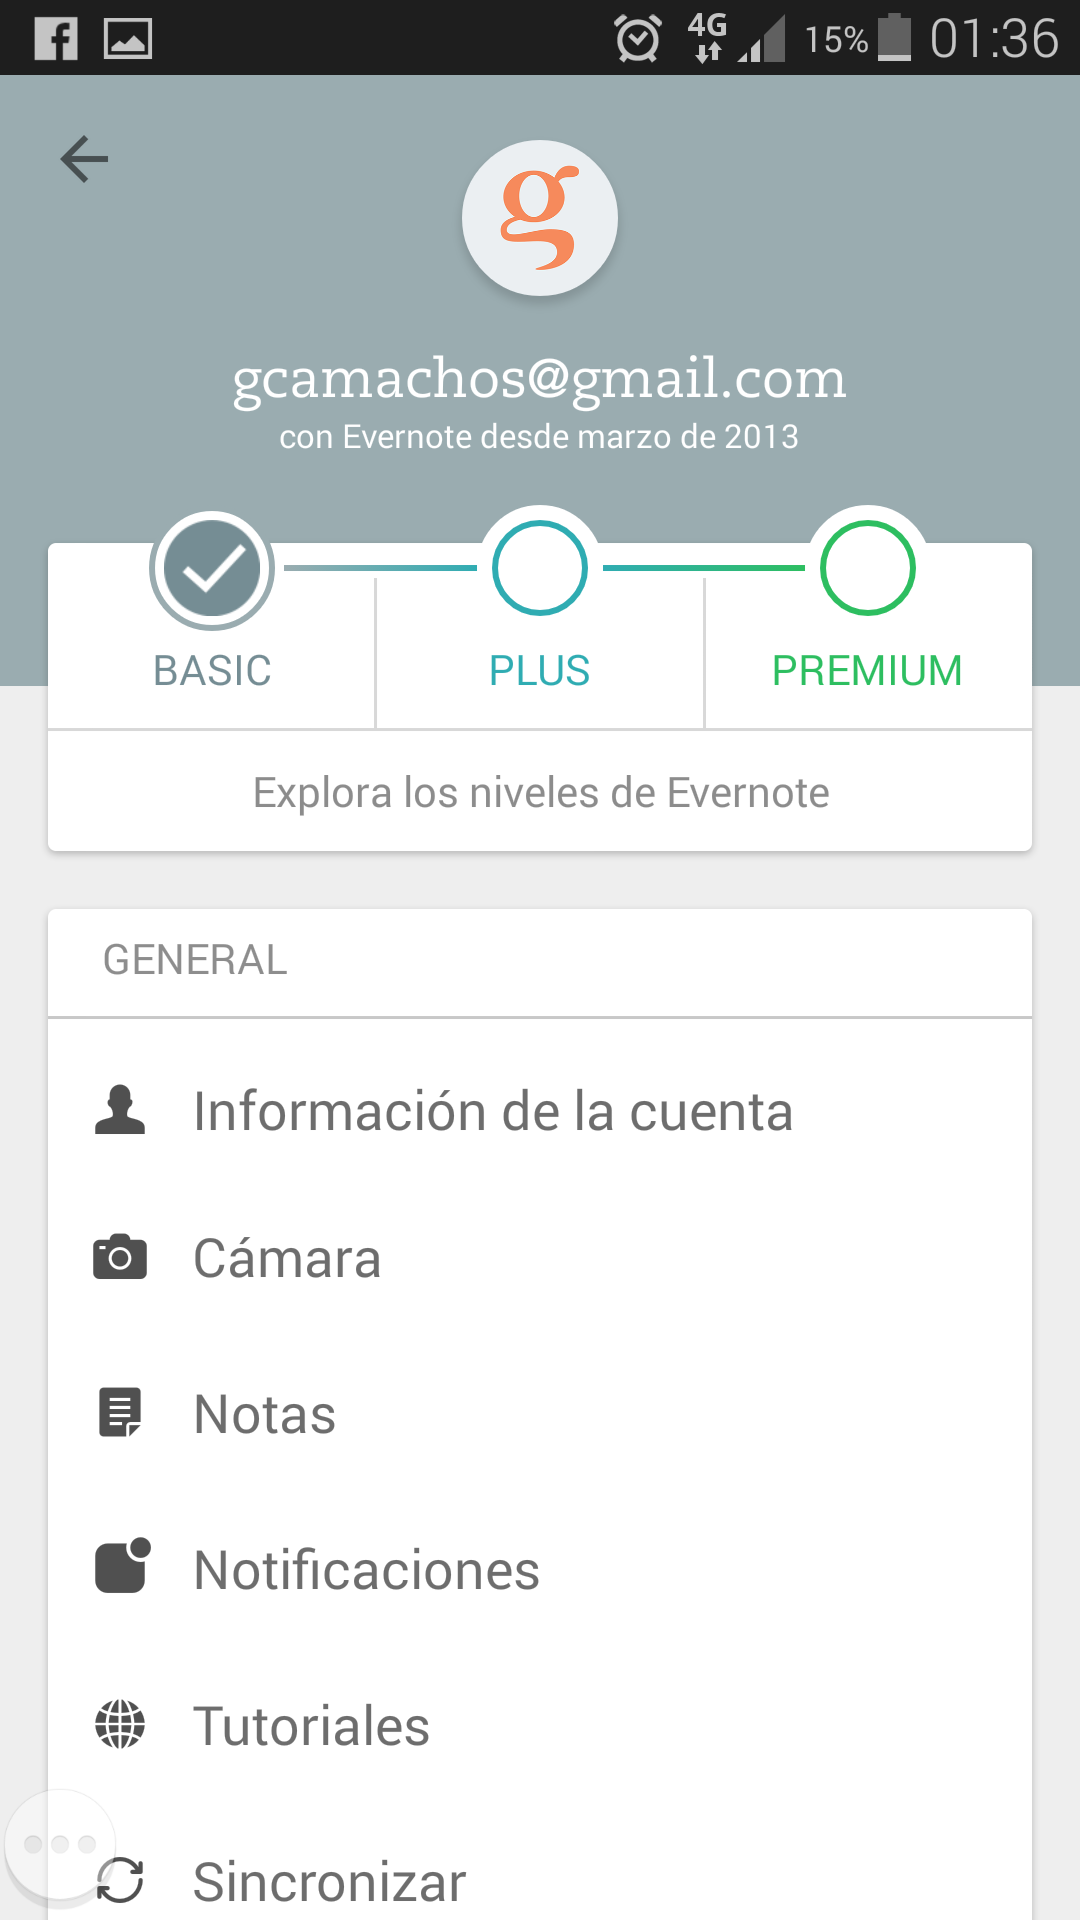 4G 15% 01:36
g
gcamachos@gmail.com
con Evernote desde marzo de 2013
BASIC PLUS PREMIUM
Explora los niveles de Evernote
GENERAL
Información de la cuenta
Cámara
Notas
Notificaciones
Tutoriales
Sincronizar